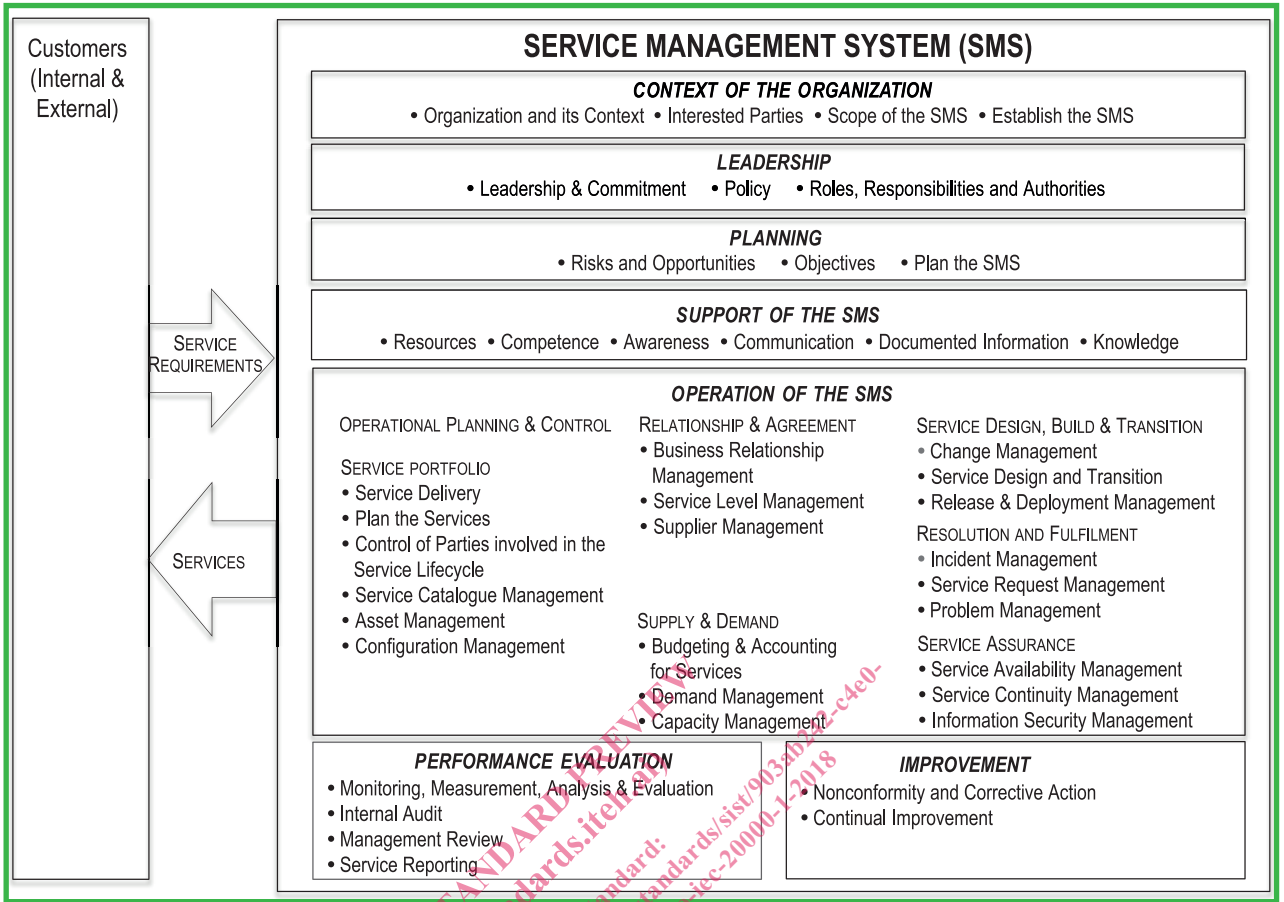 Customers
(Internal &
External)
SERVICE MANAGEMENT SYSTEM (SMS)
CONTEXT OF THE ORGANIZATION
• Organization and its Context • Interested Parties • Scope of the SMS • Establish the SMS
LEADERSHIP
• Leadership & Commitment • Policy • Roles, Responsibilities and Authorities
PLANNING
• Risks and Opportunities • Objectives • Plan the SMS
SUPPORT OF THE SMS
• Resources • Competence • Awareness • Communication • Documented Information • Knowledge
SERVICE
REQUIREMENTS
SERVICES
OPERATION OF THE SMS
OPERATIONAL PLANNING & CONTROL
SERVICE PORTFOLIO
• Service Delivery
• Plan the Services
• Control of Parties involved in the
Service Lifecycle
• Service Catalogue Management
• Asset Management
• Configuration Management
RELATIONSHIP & AGREEMENT
• Business Relationship
Management
• Service Level Management
• Supplier Management
SUPPLY & DEMAND
• Budgeting & Accounting
for Services
• Demand Management
• Capacity Management
SERVICE DESIGN, BUILD & TRANSITION
• Change Management
• Service Design and Transition
• Release & Deployment Management
RESOLUTION AND FULFILMENT
• Incident Management
• Service Request Management
• Problem Management
SERVICE ASSURANCE
• Service Availability Management
• Service Continuity Management
• Information Security Management
PERFORMANCE EVALUATION
• Monitoring, Measurement, Analysis & Evaluation
• Internal Audit
• Management Review
• Service Reporting
IMPROVEMENT
• Nonconformity and Corrective Action
• Continual Improvement
PREVIEW
iteh.ai)
standards/sist/903ab242-c4e0-
iec-20000-1-2018